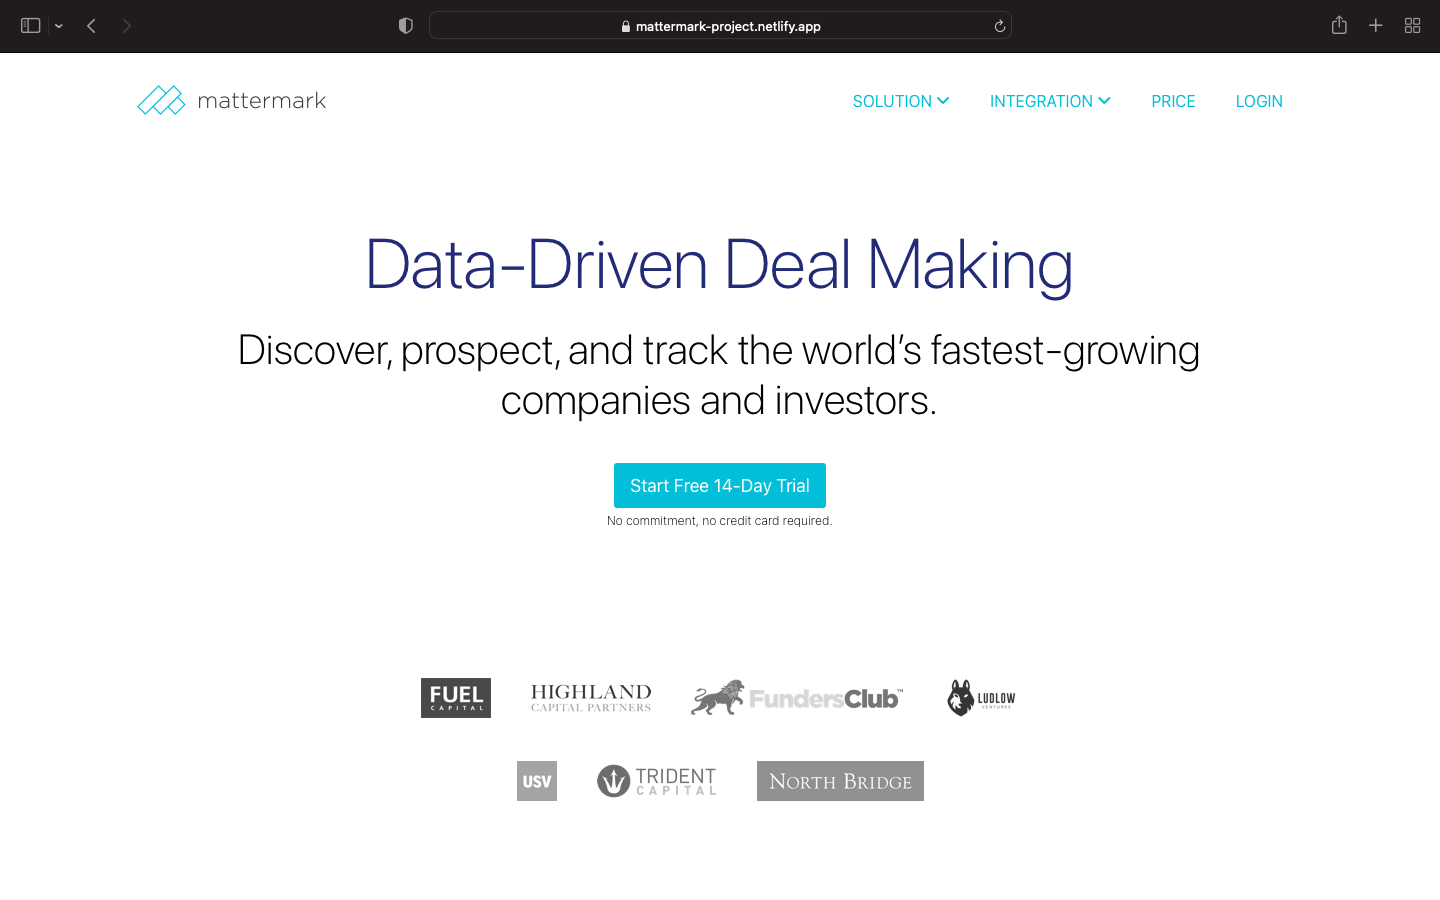 mattermark-project.netlify.app
mattermark
SOLUTION INTEGRATION PRICE LOGIN
Data-Driven Deal Making
Discover, prospect, and track the world’s fastest-growing
companies and investors.
Start Free 14-Day Trial
No commitment, no credit card required.
FUEL
CAPITAL
HIGHLAND
CAPITAL PARTNERS
FundersClub™
LUDLOW
VENTURES
USV
TRIDENT
CAPITAL
NORTH BRIDGE